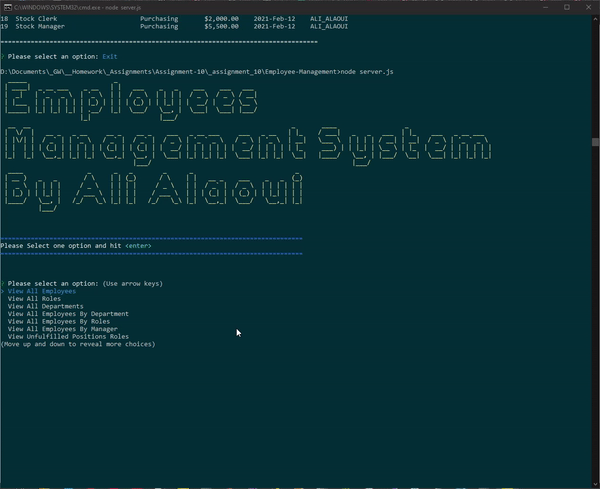 C:\WINDOWS\SYSTEM32\cmd.exe - node server.js
18 Stock Clerk Purchasing $2,000.00 2021-Feb-12 ALI_ALAOUI
19 Stock Manager Purchasing $5,500.00 2021-Feb-12 ALI_ALAOUI
? Please select an option: Exit
D:\Documents\_GW\__Homework\_Assignments\Assignment-10\_assignment_10\Employee-Management>node server.js
Employees
Management System
By Ali Alaoui
Please Select one option and hit <enter>
? Please select an option: (Use arrow keys)
> View All Employees
View All Roles
View All Departments
View All Employees By Department
View All Employees By Roles
View All Employees By Manager
View Unfulfilled Positions Roles
(Move up and down to reveal more choices)